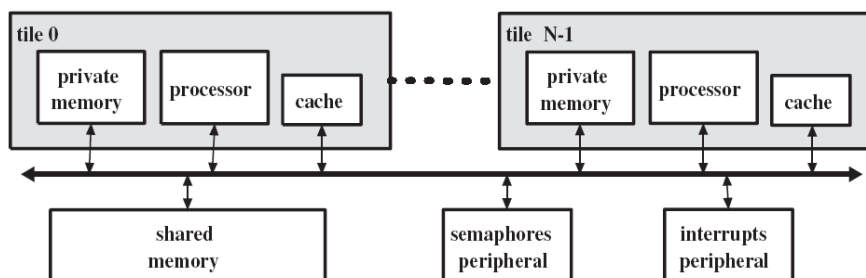 tile 0
private
memory
processor
cache
tile N-1
private
memory
processor
cache
shared
memory
semaphores
peripheral
interrupts
peripheral